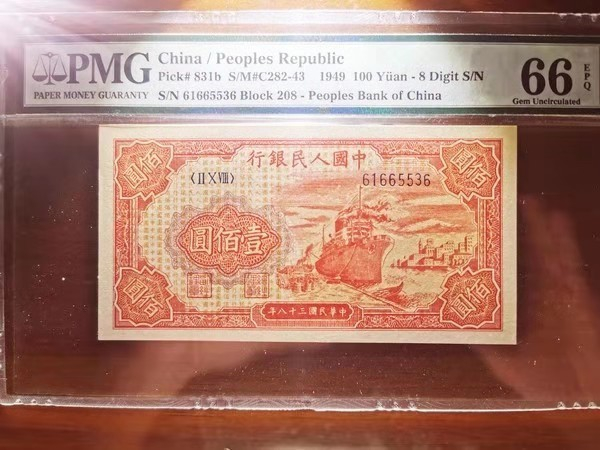 PMG
PAPER MONEY GUARANTY
China / Peoples Republic
Pick# 831b S/M#C282-43 1949 100 Yüan - 8 Digit S/N
S/N 61665536 Block 208 - Peoples Bank of China
66 EPQ
Gem Uncirculated
行銀民人國中
佰圓
佰圓
〈ⅡⅩⅧ〉
61665536
圓佰壹
佰圓
佰圓
年八十三國民華中